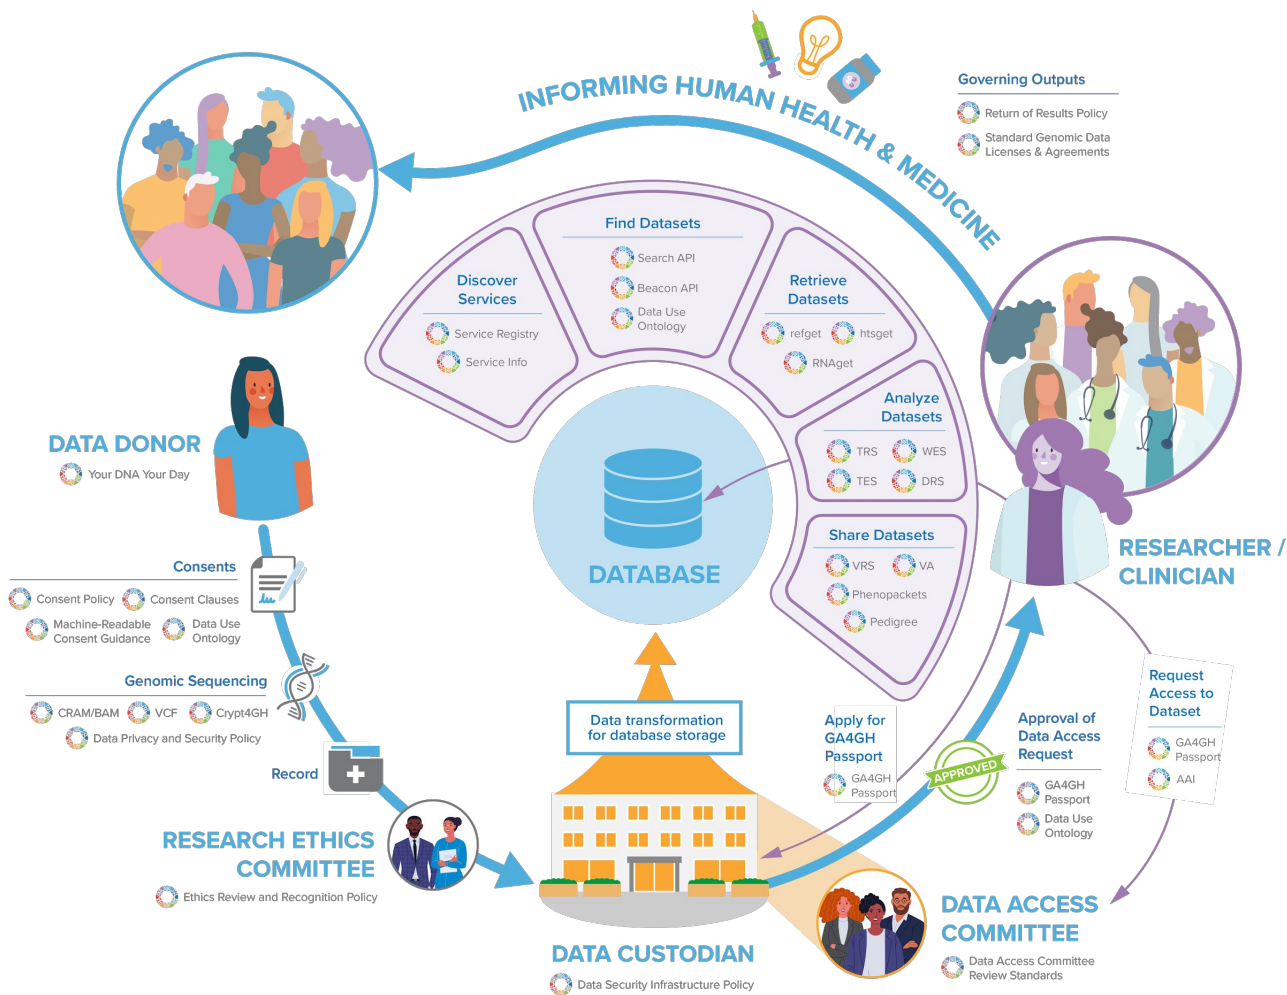 INFORMING HUMAN HEALTH & MEDICINE
Governing Outputs
Return of Results Policy
Standard Genomic Data
Licenses & Agreements
Find Datasets
Search API
Beacon API
Data Use
Ontology
Discover
Services
Service Registry
Service Info
Retrieve
Datasets
refget
htsget
RNAget
Analyze
Datasets
TRS
WES
TES
DRS
Share Datasets
VRS
VA
Phenopackets
Pedigree
DATABASE
DATA DONOR
Your DNA Your Day
Consents
Consent Policy
Consent Clauses
Machine-Readable
Consent Guidance
Data Use
Ontology
Genomic Sequencing
CRAM/BAM
VCF
Crypt4GH
Data Privacy and Security Policy
Record
RESEARCH ETHICS
COMMITTEE
Ethics Review and Recognition Policy
Data transformation
for database storage
DATA CUSTODIAN
Data Security Infrastructure Policy
Apply for
GA4GH
Passport
GA4GH
Passport
APPROVED
Approval of
Data Access
Request
GA4GH
Passport
Data Use
Ontology
RESEARCHER /
CLINICIAN
Request
Access to
Dataset
GA4GH
Passport
AAI
DATA ACCESS
COMMITTEE
Data Access Committee
Review Standards